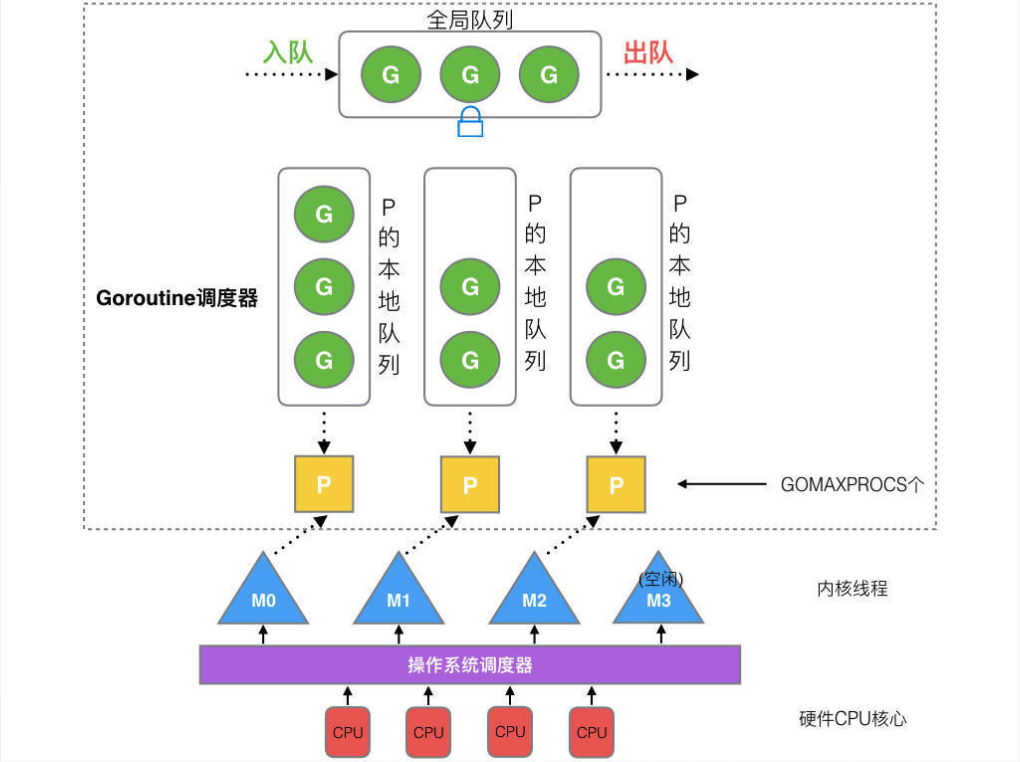 全局队列
入队
出队
G G G
G
G G G
G G G
P的本地队列
P的本地队列
P的本地队列
Goroutine调度器
P P P
GOMAXPROCS个
(空闲)
M0 M1 M2 M3
内核线程
操作系统调度器
CPU CPU CPU CPU
硬件CPU核心